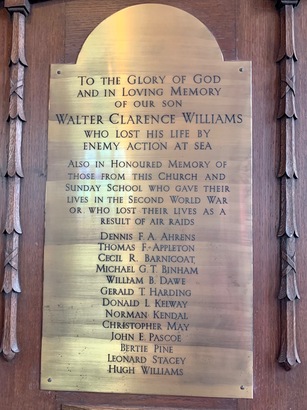 To the Glory of God
and in Loving Memory
of our son
Walter Clarence Williams
who lost his life by
enemy action at sea
Also in Honoured Memory of
those from this Church and
Sunday School who gave their
lives in the Second World War
or who lost their lives as a
result of air raids
Dennis F. A. Ahrens
Thomas F. Appleton
Cecil R. Barnicoat
Michael G. T. Binham
William B. Dawe
Gerald T. Harding
Donald I. Kelway
Norman Kendal
Christopher May
John E. Pascoe
Bertie Pine
Leonard Stacey
Hugh Williams